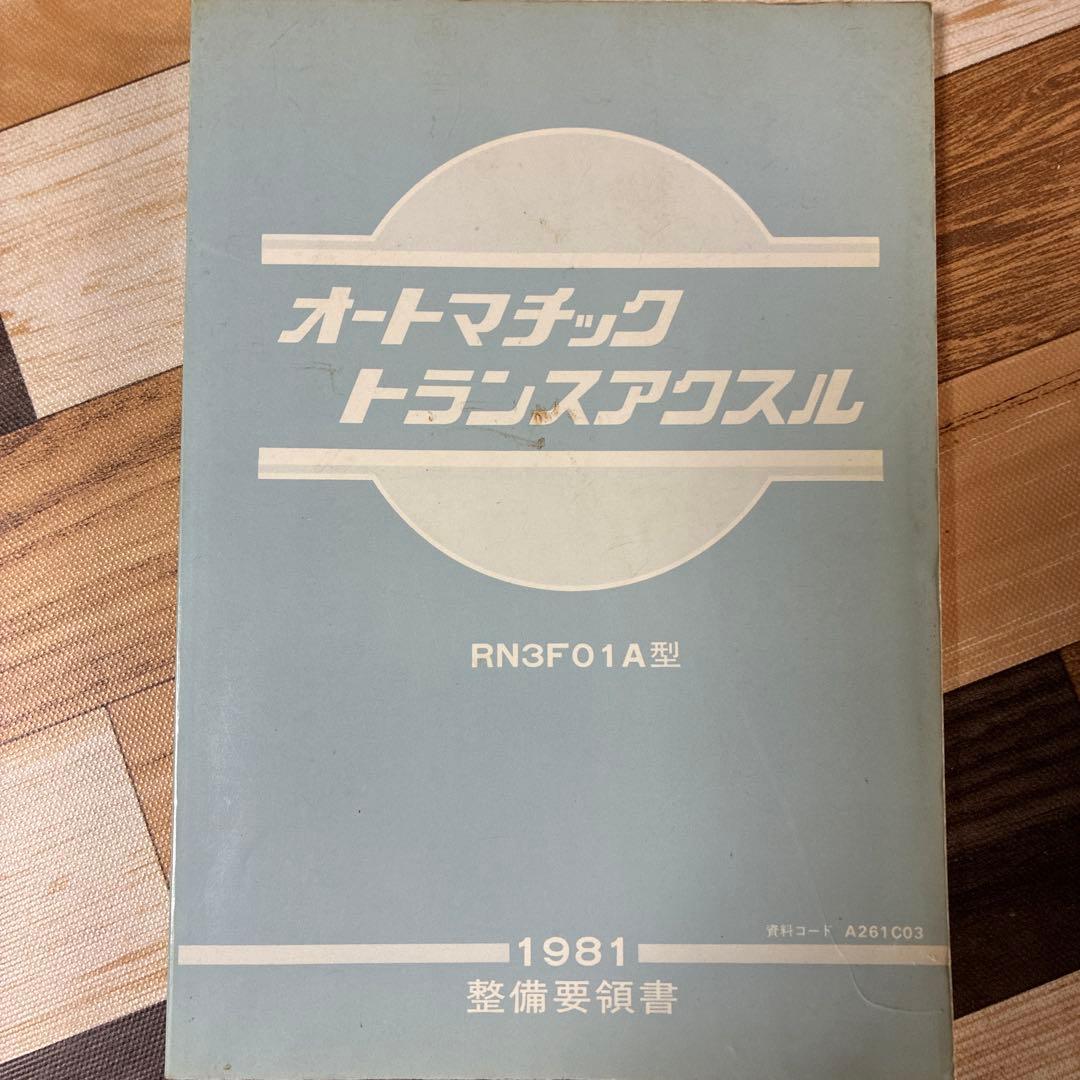 オートマチック
トランスアクスル
RN3F01A型
資料コード A261C03
1981
整備要領書